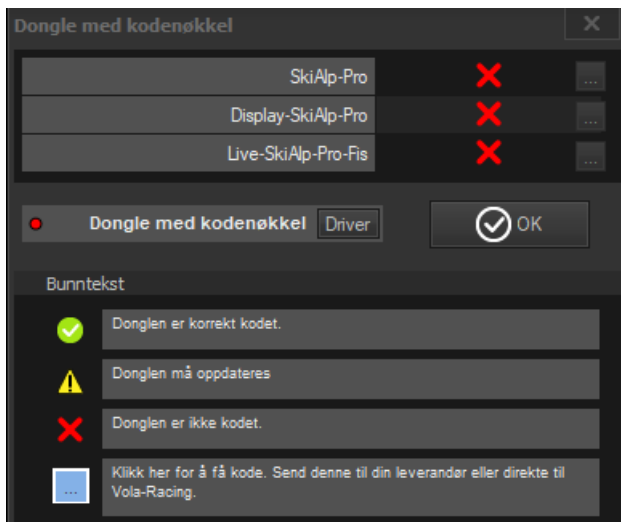 Dongle med kodenøkkel
SkiAlp-Pro
...
Display-SkiAlp-Pro
...
Live-SkiAlp-Pro-Fis
...
Dongle med kodenøkkel Driver OK
Bunntekst
Donglen er korrekt kodet.
Donglen må oppdateres
Donglen er ikke kodet.
...
Klikk her for å få kode. Send denne til din leverandør eller direkte til
Vola-Racing.